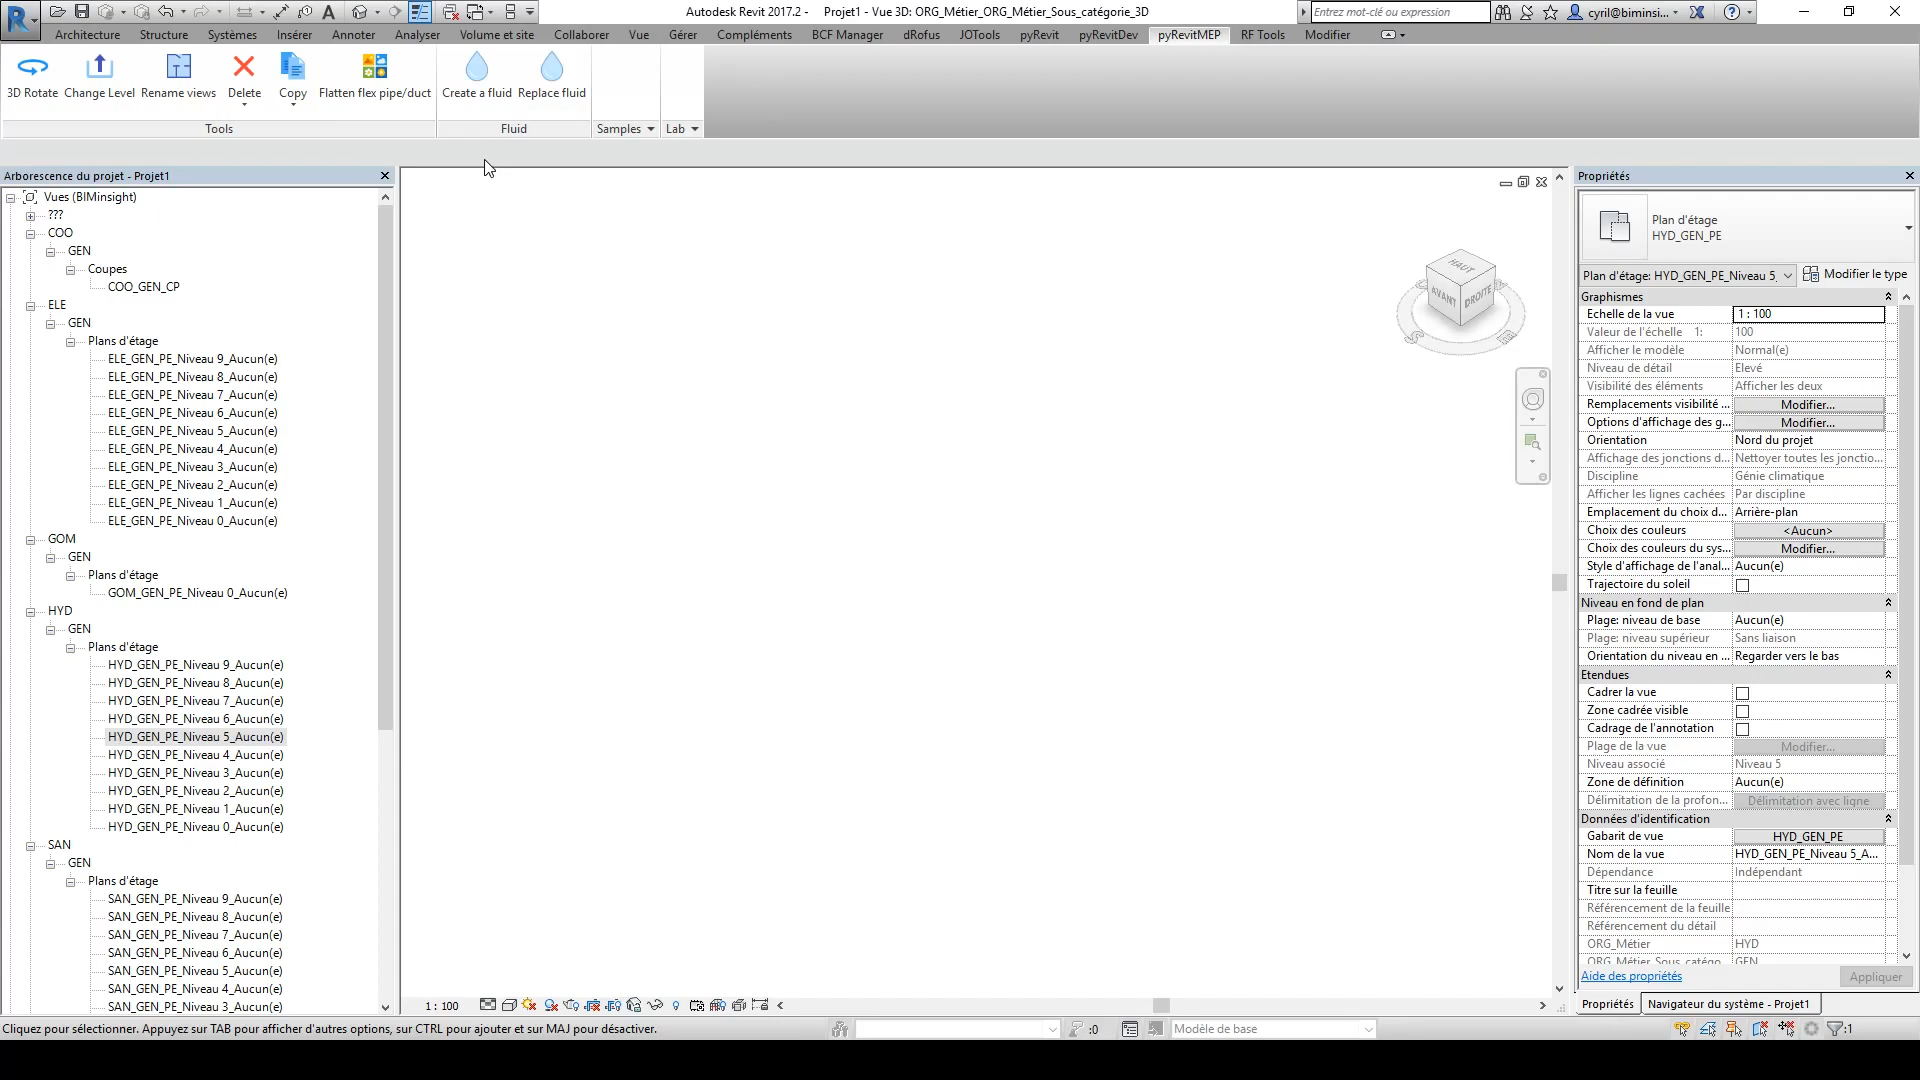 Autodesk Revit 2017.2 - Projet1 - Vue 3D: ORG_Métier_ORG_Métier_Sous_catégorie_3D
Entrez mot-clé ou expression
cyril@biminsi...
Architecture Structure Systèmes Insérer Annoter Analyser Volume et site Collaborer Vue Gérer Compléments BCF Manager dRofus JOTools pyRevit pyRevitDev pyRevitMEP RF Tools Modifier
3D Rotate Change Level Rename views Delete Copy Flatten flex pipe/duct Create a fluid Replace fluid
Tools Fluid Samples Lab
Arborescence du projet - Projet1
Vues (BIMinsight)
???
COO
GEN
Coupes
COO_GEN_CP
ELE
GEN
Plans d'étage
ELE_GEN_PE_Niveau 9_Aucun(e)
ELE_GEN_PE_Niveau 8_Aucun(e)
ELE_GEN_PE_Niveau 7_Aucun(e)
ELE_GEN_PE_Niveau 6_Aucun(e)
ELE_GEN_PE_Niveau 5_Aucun(e)
ELE_GEN_PE_Niveau 4_Aucun(e)
ELE_GEN_PE_Niveau 3_Aucun(e)
ELE_GEN_PE_Niveau 2_Aucun(e)
ELE_GEN_PE_Niveau 1_Aucun(e)
ELE_GEN_PE_Niveau 0_Aucun(e)
GOM
GEN
Plans d'étage
GOM_GEN_PE_Niveau 0_Aucun(e)
HYD
GEN
Plans d'étage
HYD_GEN_PE_Niveau 9_Aucun(e)
HYD_GEN_PE_Niveau 8_Aucun(e)
HYD_GEN_PE_Niveau 7_Aucun(e)
HYD_GEN_PE_Niveau 6_Aucun(e)
HYD_GEN_PE_Niveau 5_Aucun(e)
HYD_GEN_PE_Niveau 4_Aucun(e)
HYD_GEN_PE_Niveau 3_Aucun(e)
HYD_GEN_PE_Niveau 2_Aucun(e)
HYD_GEN_PE_Niveau 1_Aucun(e)
HYD_GEN_PE_Niveau 0_Aucun(e)
SAN
GEN
Plans d'étage
SAN_GEN_PE_Niveau 9_Aucun(e)
SAN_GEN_PE_Niveau 8_Aucun(e)
SAN_GEN_PE_Niveau 7_Aucun(e)
SAN_GEN_PE_Niveau 6_Aucun(e)
SAN_GEN_PE_Niveau 5_Aucun(e)
SAN_GEN_PE_Niveau 4_Aucun(e)
SAN_GEN_PE_Niveau 3_Aucun(e)
HAUT
AVANT DROITE
1 : 100
Propriétés
Plan d'étage
HYD_GEN_PE
Plan d'étage: HYD_GEN_PE_Niveau 5_ Modifier le type
Graphismes
Echelle de la vue 1 : 100
Valeur de l'échelle 1: 100
Afficher le modèle Normal(e)
Niveau de détail Elevé
Visibilité des éléments Afficher les deux
Remplacements visibilité ... Modifier...
Options d'affichage des g... Modifier...
Orientation Nord du projet
Affichage des jonctions d... Nettoyer toutes les jonctio...
Discipline Génie climatique
Afficher les lignes cachées Par discipline
Emplacement du choix d... Arrière-plan
Choix des couleurs <Aucun>
Choix des couleurs du sys... Modifier...
Style d'affichage de l'anal... Aucun(e)
Trajectoire du soleil
Niveau en fond de plan
Plage: niveau de base Aucun(e)
Plage: niveau supérieur Sans liaison
Orientation du niveau en ... Regarder vers le bas
Etendues
Cadrer la vue
Zone cadrée visible
Cadrage de l'annotation
Plage de la vue Modifier...
Niveau associé Niveau 5
Zone de définition Aucun(e)
Délimitation de la profon... Délimitation avec ligne
Données d'identification
Gabarit de vue HYD_GEN_PE
Nom de la vue HYD_GEN_PE_Niveau 5_A...
Dépendance Indépendant
Titre sur la feuille
Référencement de la feuille
Référencement du détail
ORG_Métier HYD
ORG_Métier_Sous_catégo... GEN
Aide des propriétés Appliquer
Propriétés Navigateur du système - Projet1
Cliquez pour sélectionner. Appuyez sur TAB pour afficher d'autres options, sur CTRL pour ajouter et sur MAJ pour désactiver.
:0 Modèle de base :1